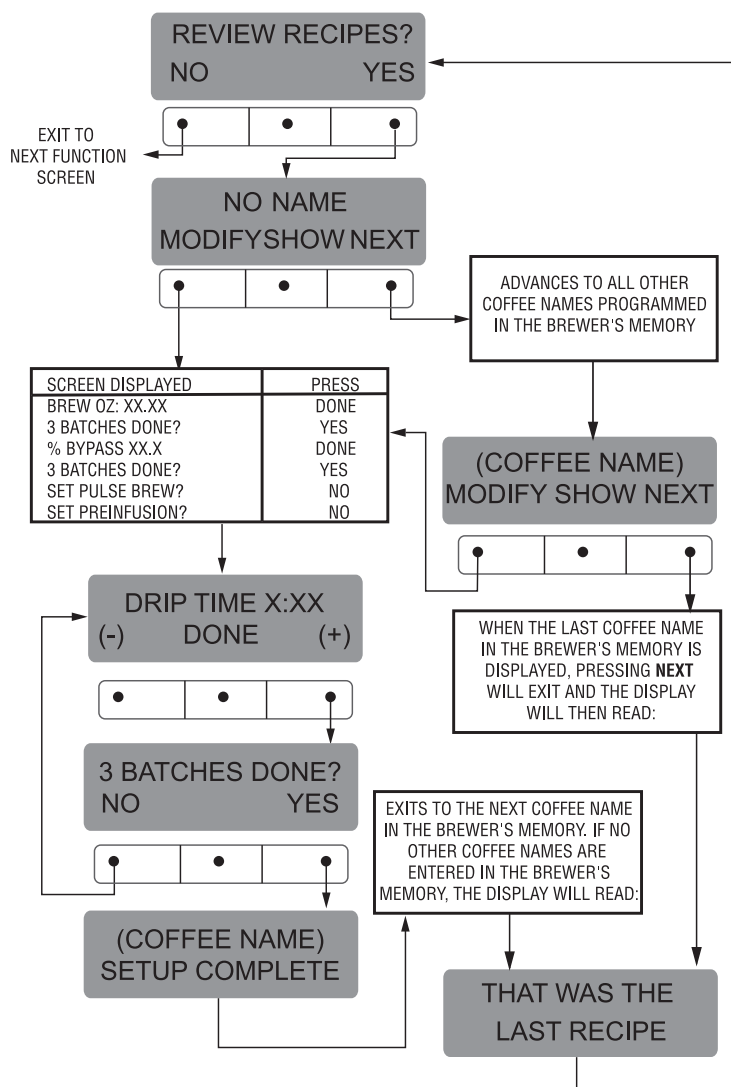 REVIEW RECIPES?
NO YES
EXIT TO
NEXT FUNCTION
SCREEN
NO NAME
MODIFYSHOW NEXT
ADVANCES TO ALL OTHER
COFFEE NAMES PROGRAMMED
IN THE BREWER'S MEMORY
SCREEN DISPLAYED PRESS
BREW OZ: XX.XX DONE
3 BATCHES DONE? YES
% BYPASS XX.X DONE
3 BATCHES DONE? YES
SET PULSE BREW? NO
SET PREINFUSION? NO
(COFFEE NAME)
MODIFY SHOW NEXT
DRIP TIME X:XX
(-) DONE (+)
WHEN THE LAST COFFEE NAME
IN THE BREWER'S MEMORY IS
DISPLAYED, PRESSING NEXT
WILL EXIT AND THE DISPLAY
WILL THEN READ:
3 BATCHES DONE?
NO YES
EXITS TO THE NEXT COFFEE NAME
IN THE BREWER'S MEMORY. IF NO
OTHER COFFEE NAMES ARE
ENTERED IN THE BREWER'S
MEMORY, THE DISPLAY WILL READ:
(COFFEE NAME)
SETUP COMPLETE
THAT WAS THE
LAST RECIPE